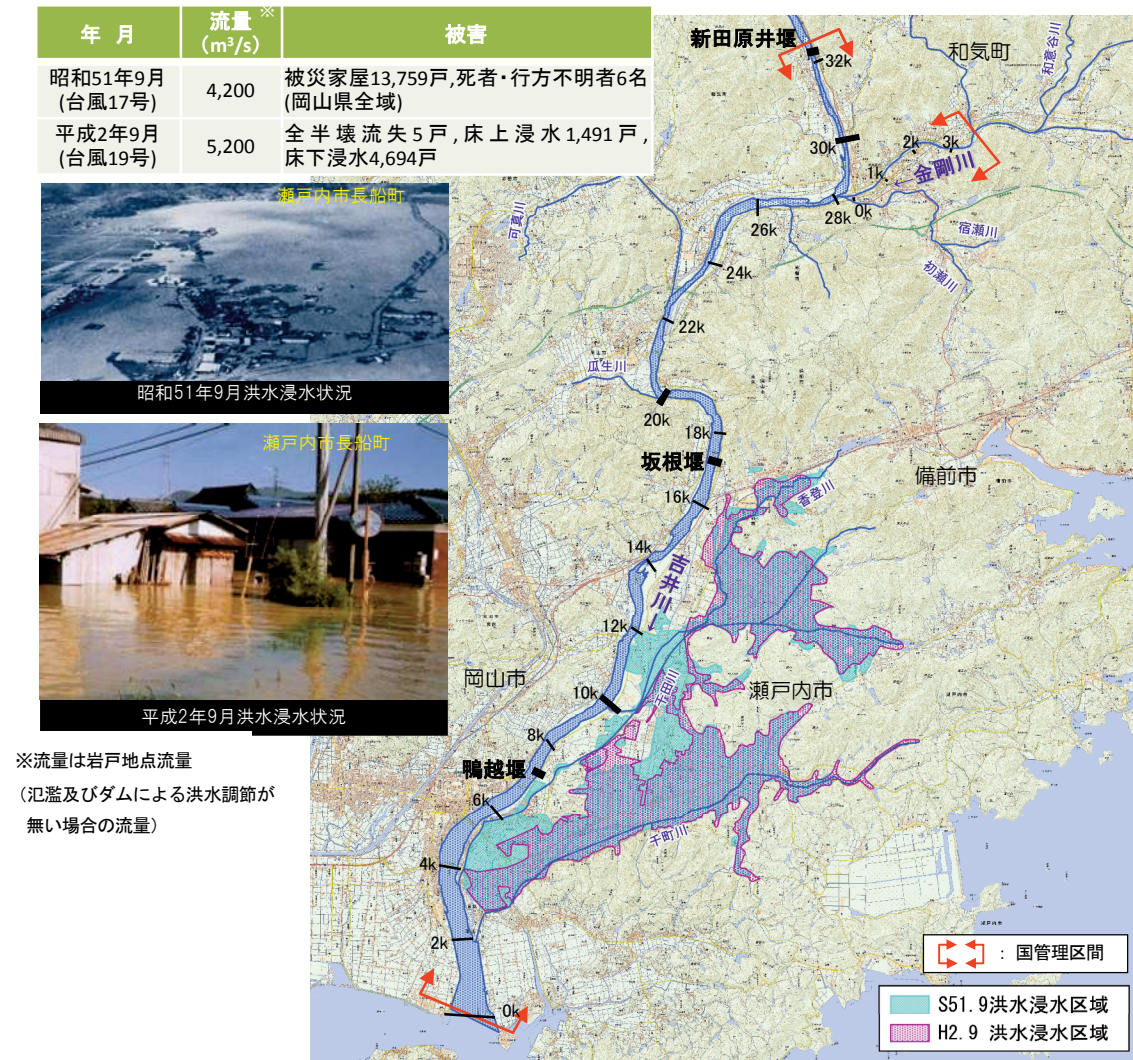 年 月
流量※
(m³/s)
被害
昭和51年9月
(台風17号)
4,200
被災家屋13,759戸,死者・行方不明者6名
(岡山県全域)
平成2年9月
(台風19号)
5,200
全半壊流失5戸,床上浸水1,491戸,
床下浸水4,694戸
瀬戸内市長船町
昭和51年9月洪水浸水状況
瀬戸内市長船町
平成2年9月洪水浸水状況
※流量は岩戸地点流量
(氾濫及びダムによる洪水調節が
無い場合の流量)
新田原井堰
32k
和気町
和意谷川
30k
2k
3k
1k
金剛川
28k
0k
26k
宿瀬川
可真川
24k
初瀬川
22k
瓜生川
20k
18k
坂根堰
備前市
16k
香登川
14k
吉井川
12k
岡山市
10k
千田川
瀬戸内市
8k
鴨越堰
6k
千町川
4k
2k
0k
:国管理区間
S51.9洪水浸水区域
H2.9 洪水浸水区域